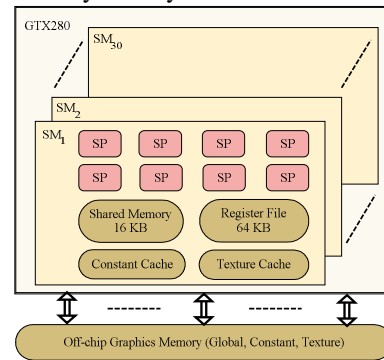 GTX280
SM30
SM2
SM1
SP SP SP SP
SP SP SP SP
Shared Memory
16 KB
Register File
64 KB
Constant Cache
Texture Cache
Off-chip Graphics Memory (Global, Constant, Texture)